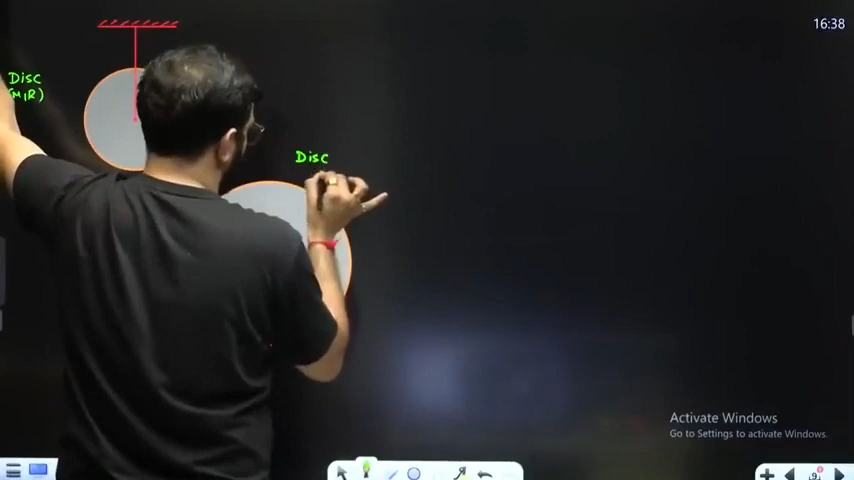 16:38
Disc
(M,R)
Disc
Activate Windows
Go to Settings to activate Windows.